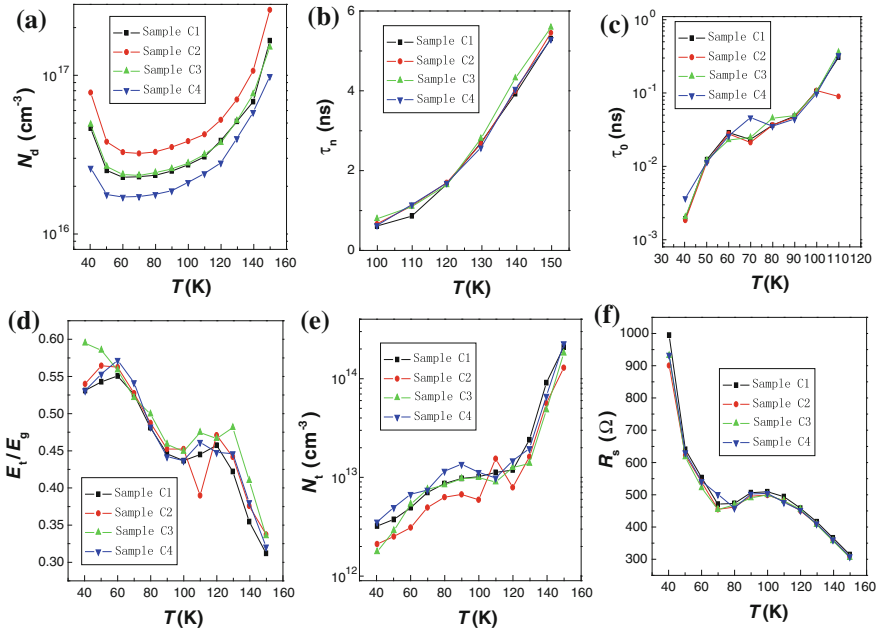 (a)
Sample C1
Sample C2
Sample C3
Sample C4
10^17
10^16
N_d (cm^-3)
40 60 80 100 120 140 160
T(K)
(b)
Sample C1
Sample C2
Sample C3
Sample C4
6
4
2
0
τ_n (ns)
100 110 120 130 140 150
T(K)
(c)
Sample C1
Sample C2
Sample C3
Sample C4
10^0
10^-1
10^-2
10^-3
τ_0 (ns)
30 40 50 60 70 80 90 100 110 120
T(K)
(d)
0.60
0.55
0.50
0.45
0.40
0.35
0.30
E_t/E_g
Sample C1
Sample C2
Sample C3
Sample C4
40 60 80 100 120 140 160
T(K)
(e)
Sample C1
Sample C2
Sample C3
Sample C4
10^14
10^13
10^12
N_t (cm^-3)
40 60 80 100 120 140 160
T(K)
(f)
1000
900
800
700
600
500
400
300
R_s (Ω)
Sample C1
Sample C2
Sample C3
Sample C4
40 60 80 100 120 140 160
T(K)